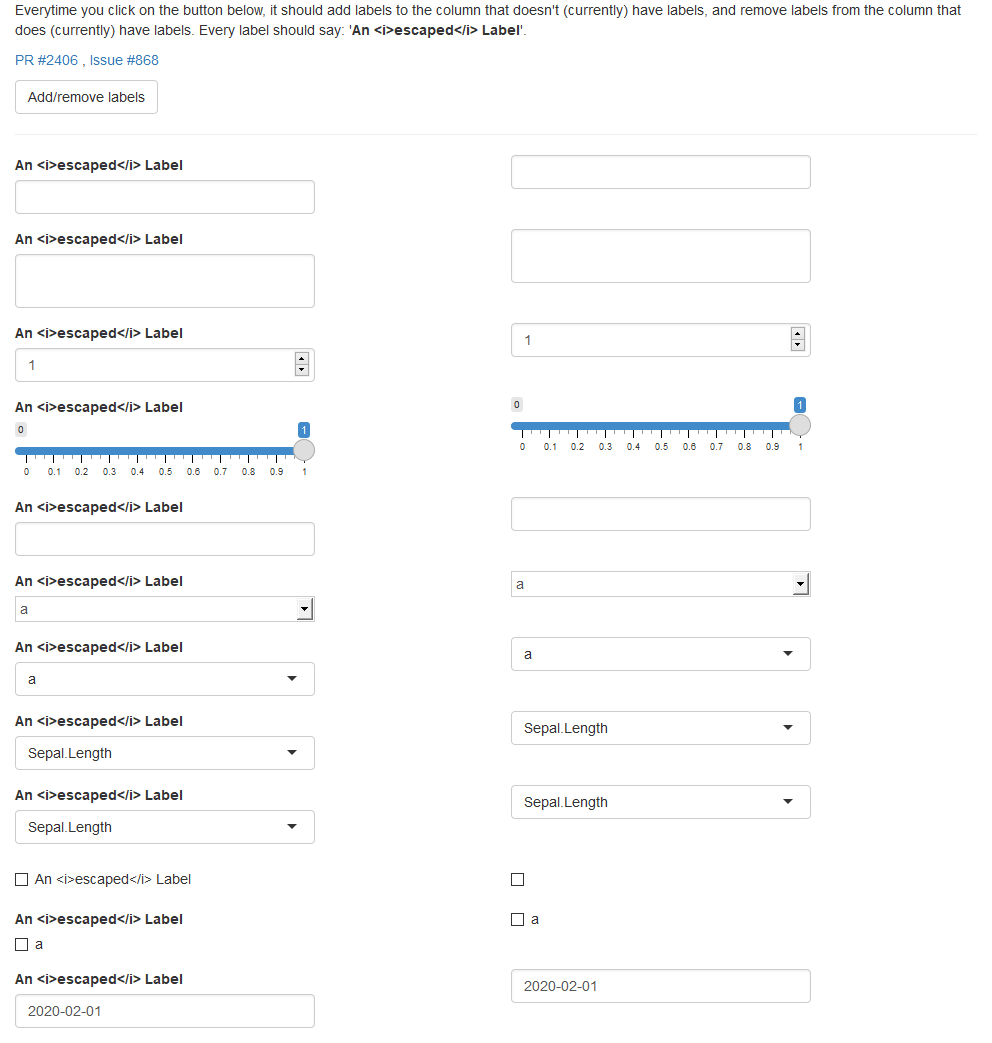 Everytime you click on the button below, it should add labels to the column that doesn't (currently) have labels, and remove labels from the column that
does (currently) have labels. Every label should say: 'An <i>escaped</i> Label'.
PR #2406 , Issue #868
Add/remove labels
An <i>escaped</i> Label
An <i>escaped</i> Label
An <i>escaped</i> Label
1
1
An <i>escaped</i> Label
0 1
0 1
0 0.1 0.2 0.3 0.4 0.5 0.6 0.7 0.8 0.9 1
0 0.1 0.2 0.3 0.4 0.5 0.6 0.7 0.8 0.9 1
An <i>escaped</i> Label
An <i>escaped</i> Label
a
a
An <i>escaped</i> Label
a
a
An <i>escaped</i> Label
Sepal.Length
Sepal.Length
An <i>escaped</i> Label
Sepal.Length
Sepal.Length
An <i>escaped</i> Label
An <i>escaped</i> Label
a
a
An <i>escaped</i> Label
2020-02-01
2020-02-01